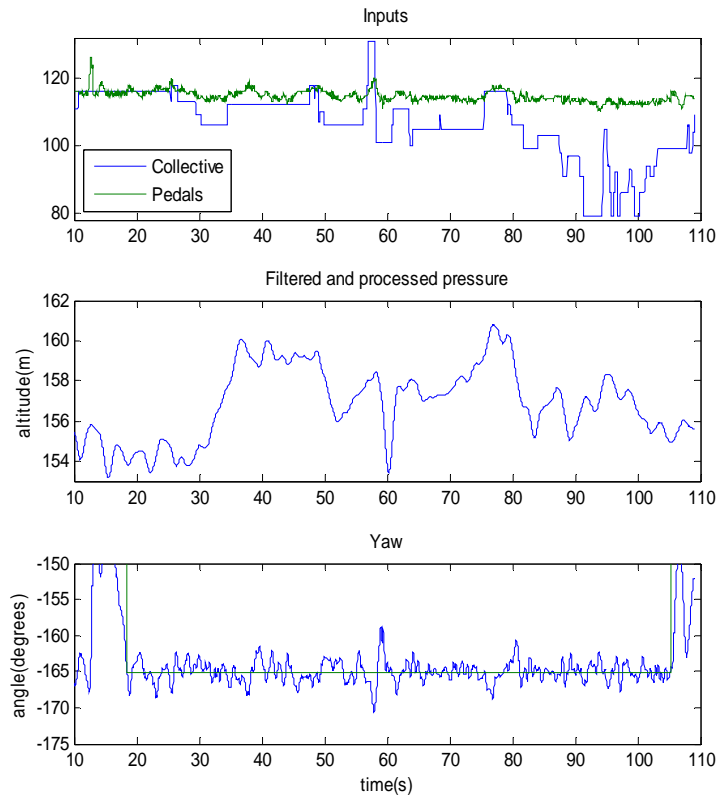 Inputs
120
100
80
Collective
Pedals
10 20 30 40 50 60 70 80 90 100 110
Filtered and processed pressure
altitude(m)
162
160
158
156
154
10 20 30 40 50 60 70 80 90 100 110
Yaw
angle(degrees)
-150
-155
-160
-165
-170
-175
10 20 30 40 50 60 70 80 90 100 110
time(s)